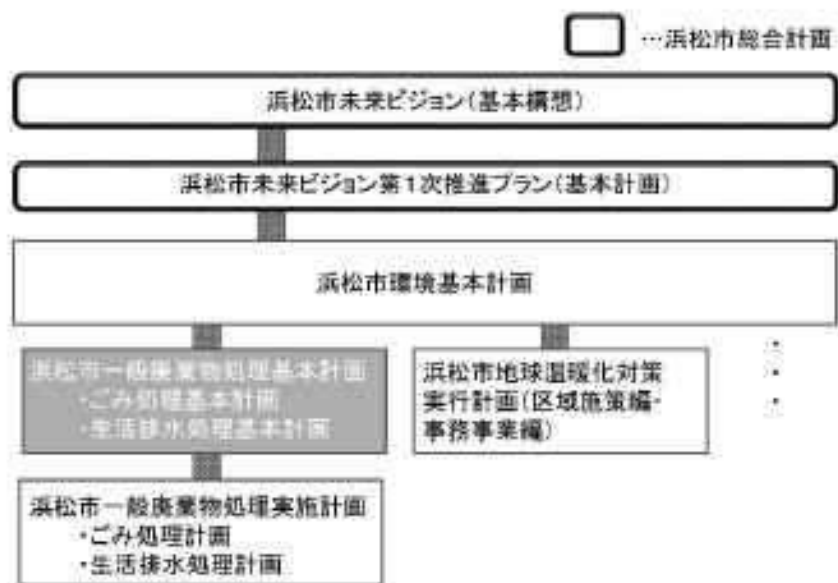 …浜松市総合計画
浜松市未来ビジョン(基本構想)
浜松市未来ビジョン第1次推進プラン(基本計画)
浜松市環境基本計画
浜松市一般廃棄物処理基本計画
・ごみ処理基本計画
・生活排水処理基本計画
浜松市地球温暖化対策
実行計画(区域施策編・
事務事業編)
浜松市一般廃棄物処理実施計画
・ごみ処理計画
・生活排水処理計画